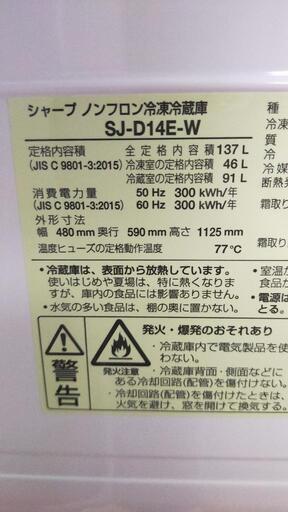 シャープ ノンフロン冷凍冷蔵庫
SJ-D14E-W
定格内容積 全定格内容積 137 L
(JIS C 9801-3:2015) 冷凍室の定格内容積 46 L
冷蔵室の定格内容積 91 L
消費電力量 50 Hz 300 kWh/年
(JIS C 9801-3:2015) 60 Hz 300 kWh/年
外形寸法
幅 480 mm 奥行 590 mm 高さ 1125 mm
温度ヒューズの定格動作温度 77℃
種
冷
質
冷
冷媒
断熱
霜取り
霜取
●冷蔵庫は、表面から放熱しています。
使いはじめや夏場は、特に熱くなりま
すが、庫内の食品には影響ありません。
●水気の多い食品は、棚の奥に置かない。
●室温が
食品が
●電源は
とる。
警告
発火注意
発火・爆発のおそれあり
・冷蔵庫内で電気製品を使
わない。
・冷蔵庫背面・側面などに
ある冷却回路(配管)を傷付けない。
・冷却回路(配管)を傷付けたときは、
火気を避け、窓を開けて換気する。